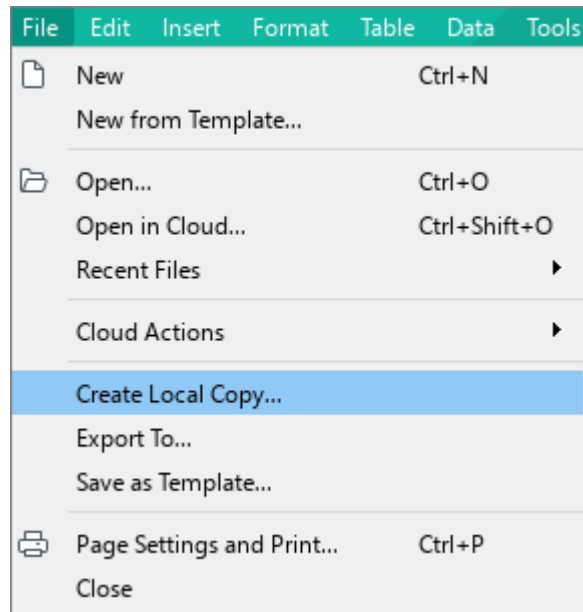 File Edit Insert Format Table Data Tools
New Ctrl+N
New from Template...
Open... Ctrl+O
Open in Cloud... Ctrl+Shift+O
Recent Files
Cloud Actions
Create Local Copy...
Export To...
Save as Template...
Page Settings and Print... Ctrl+P
Close